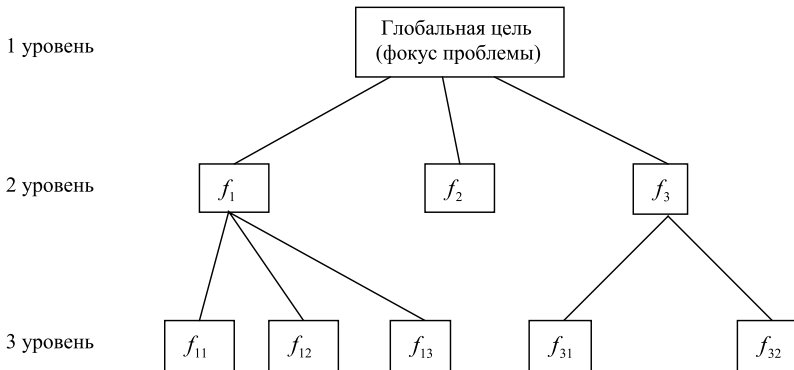 Глобальная цель
1 уровень
(фокус проблемы)
2 уровень
f1
f2
f3
3 уровень
f11
f12
f13
f31
f32